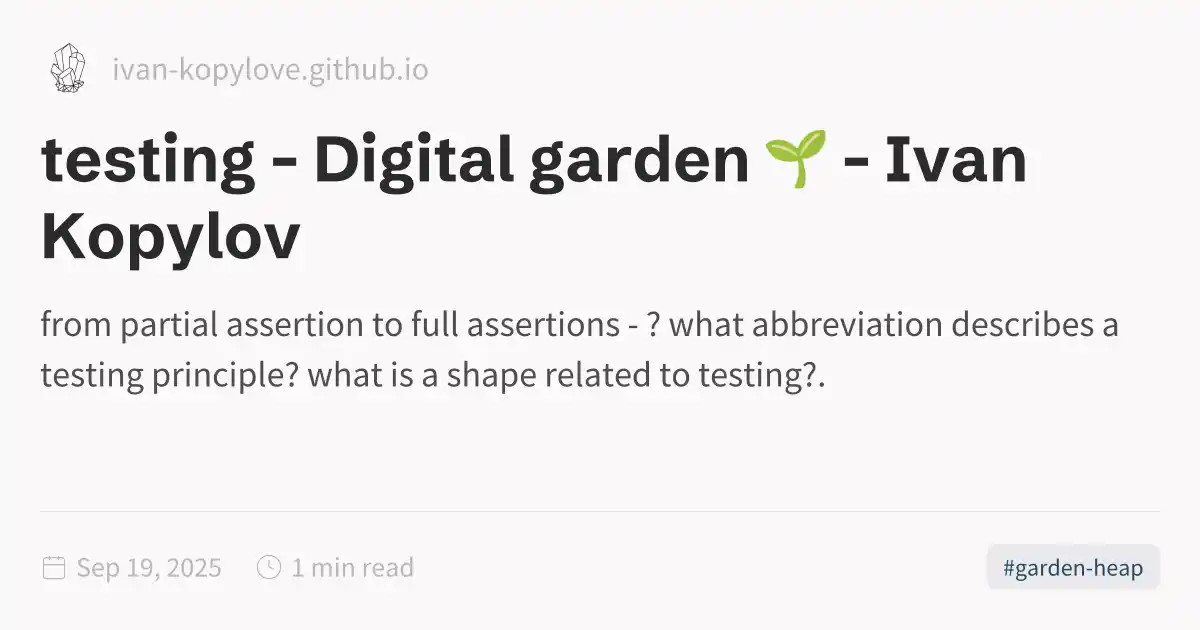 ivan-kopylove.github.io
testing - Digital garden 🌱 - Ivan
Kopylov
from partial assertion to full assertions - ? what abbreviation describes a
testing principle? what is a shape related to testing?.
Sep 19, 2025
1 min read
#garden-heap